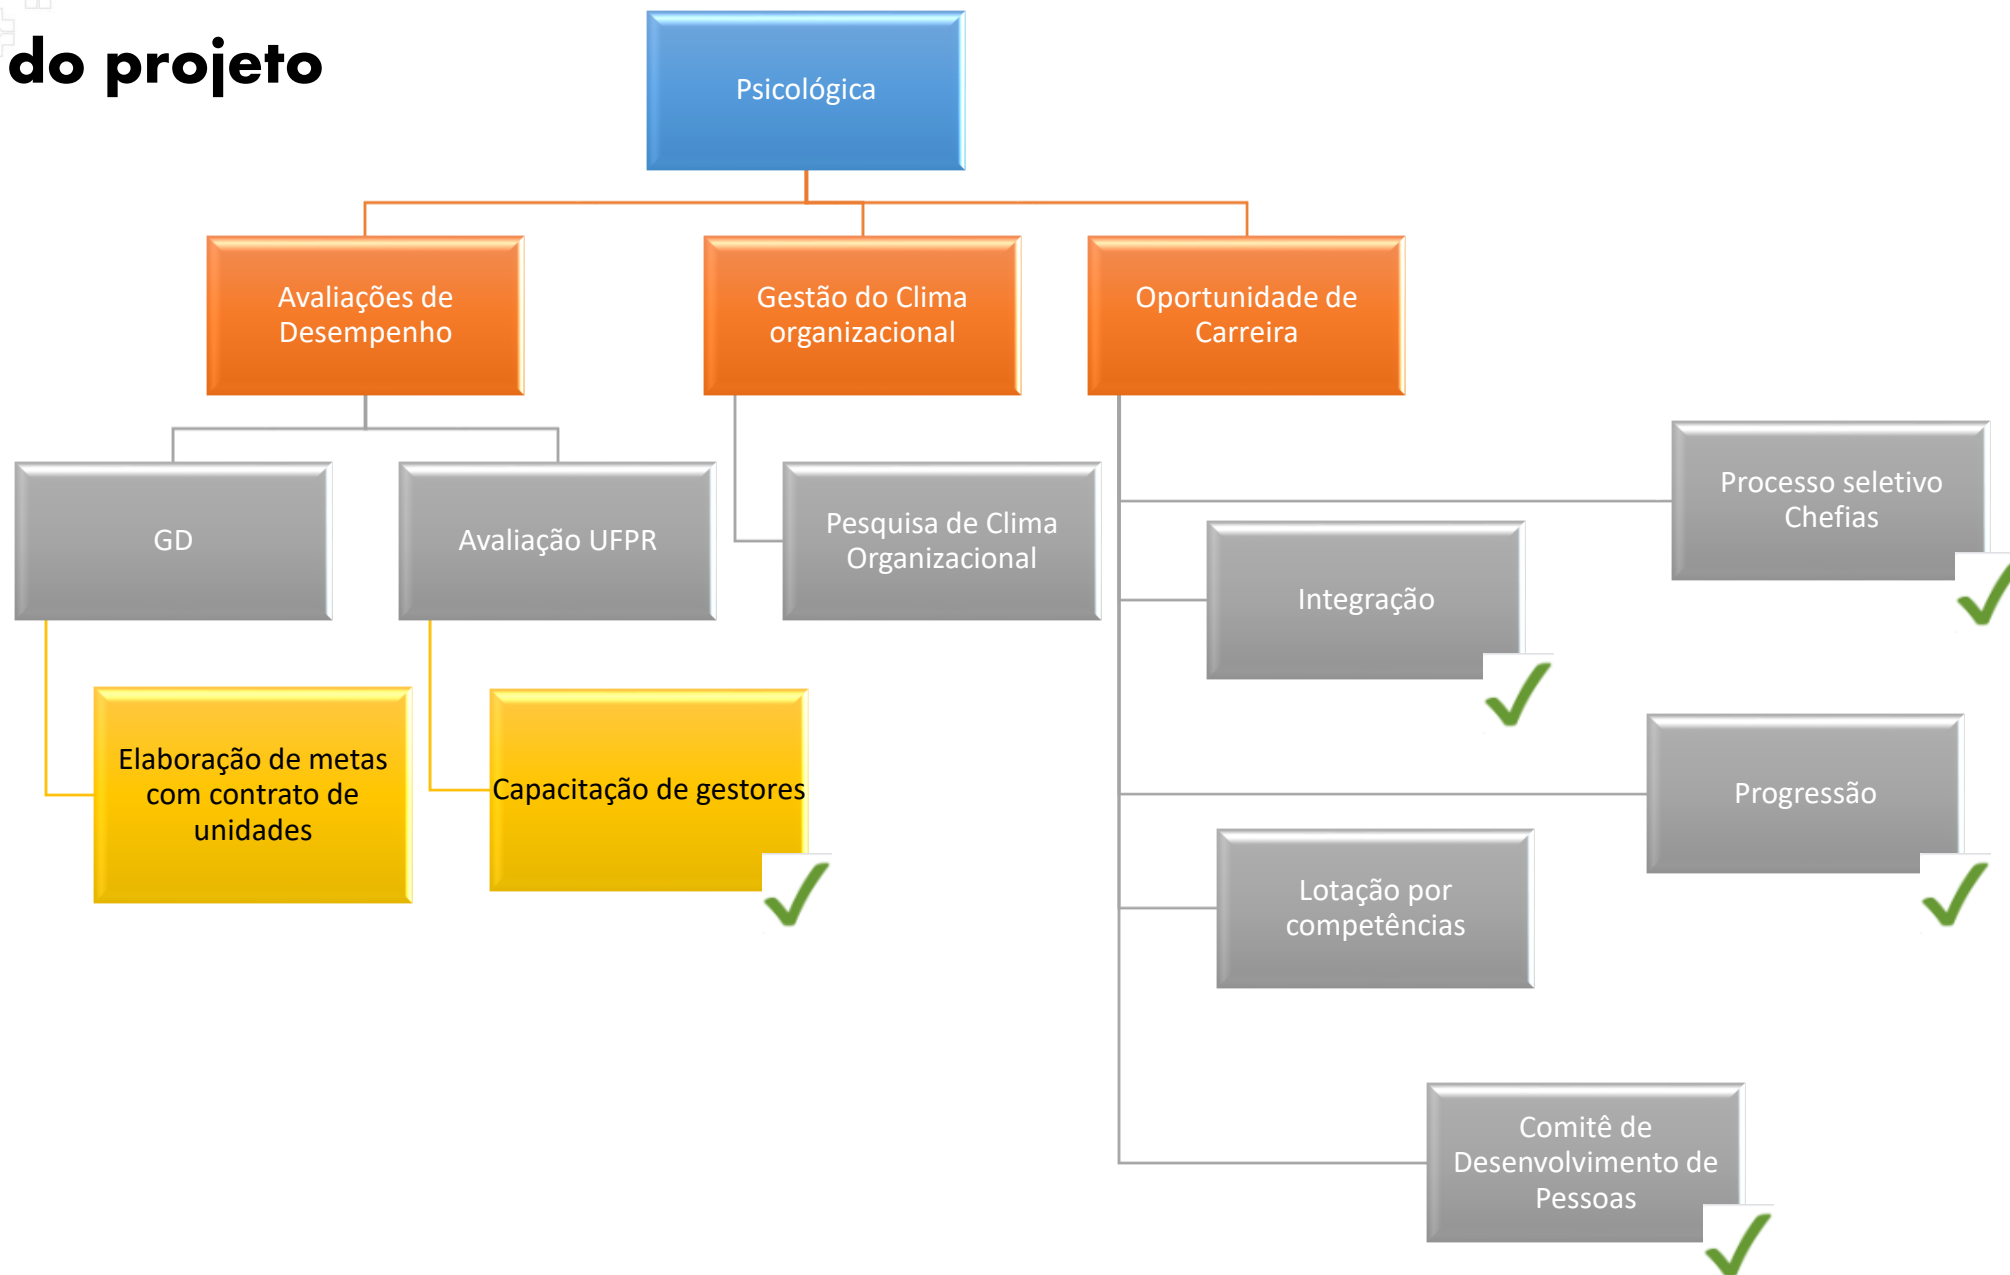 do projeto
Psicológica
Avaliações de
Desempenho
Gestão do Clima
organizacional
Oportunidade de
Carreira
GD
Avaliação UFPR
Pesquisa de Clima
Organizacional
Processo seletivo
Chefias
Integração
Elaboração de metas
com contrato de
unidades
Capacitação de gestores
Progressão
Lotação por
competências
Comitê de
Desenvolvimento de
Pessoas